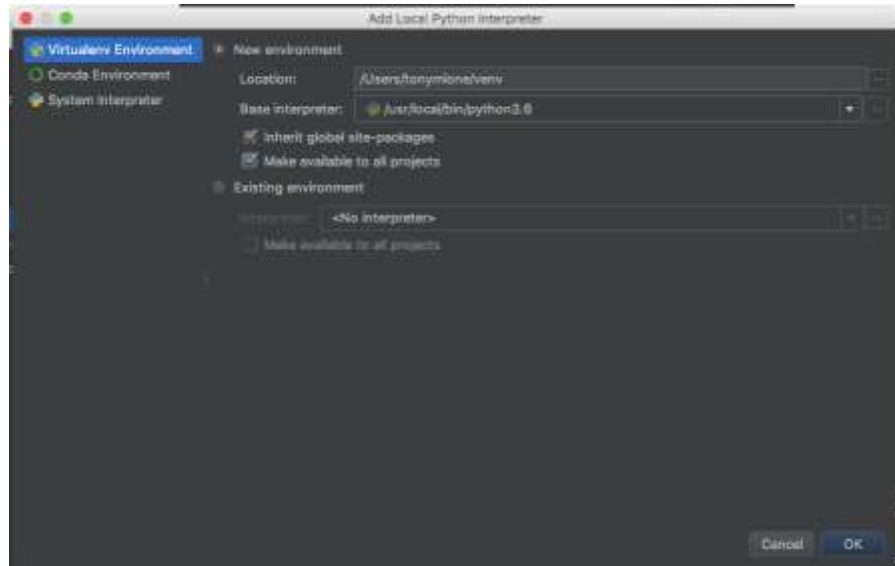 Add Local Python Interpreter
Virtualenv Environment
Conda Environment
System Interpreter
New environment
Location: /Users/tonymione/venv
Base interpreter: /usr/local/bin/python3.6
Inherit global site-packages
Make available to all projects
Existing environment
Interpreter: <No interpreter>
Make available to all projects
Cancel OK